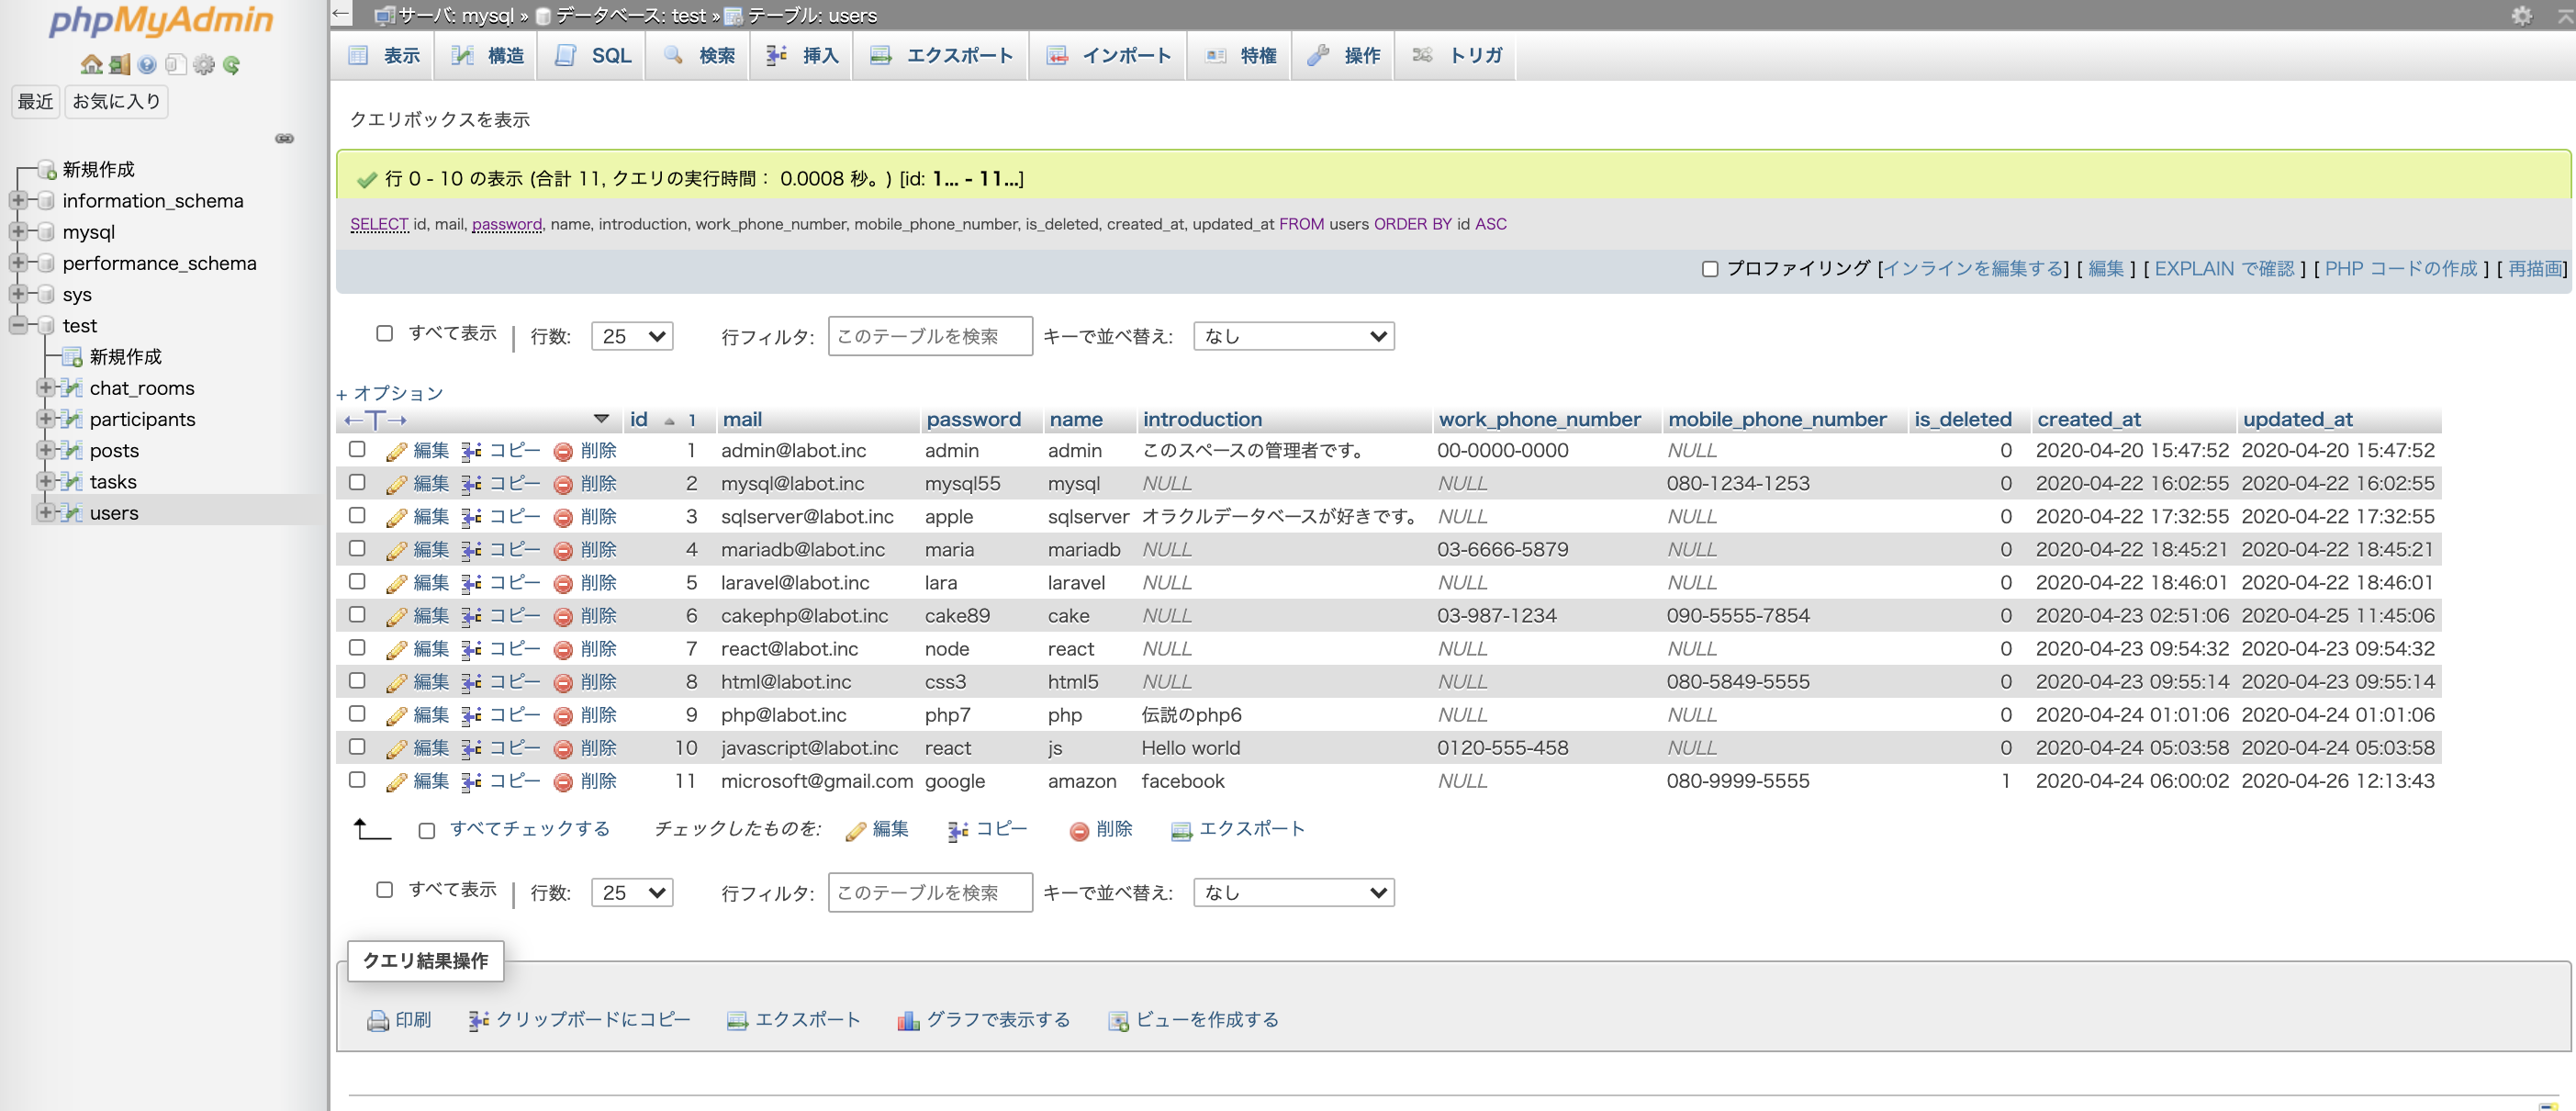 phpMyAdmin
最近 お気に入り
新規作成
information_schema
mysql
performance_schema
sys
test
新規作成
chat_rooms
participants
posts
tasks
users
← サーバ: mysql » データベース: test » テーブル: users
表示 構造 SQL 検索 挿入 エクスポート インポート 特権 操作 トリガ
クエリボックスを表示
行 0 - 10 の表示 (合計 11, クエリの実行時間： 0.0008 秒。) [id: 1... - 11...]
SELECT id, mail, password, name, introduction, work_phone_number, mobile_phone_number, is_deleted, created_at, updated_at FROM users ORDER BY id ASC
プロファイリング [インラインを編集する] [ 編集 ] [ EXPLAIN で確認 ] [ PHP コードの作成 ] [ 再描画]
すべて表示 | 行数: 25 行フィルタ: このテーブルを検索 キーで並べ替え: なし
+ オプション
←T→ id 1 mail password name introduction work_phone_number mobile_phone_number is_deleted created_at updated_at
編集 コピー 削除 1 admin@labot.inc admin admin このスペースの管理者です。 00-0000-0000 NULL 0 2020-04-20 15:47:52 2020-04-20 15:47:52
編集 コピー 削除 2 mysql@labot.inc mysql55 mysql NULL NULL 080-1234-1253 0 2020-04-22 16:02:55 2020-04-22 16:02:55
編集 コピー 削除 3 sqlserver@labot.inc apple sqlserver オラクルデータベースが好きです。 NULL NULL 0 2020-04-22 17:32:55 2020-04-22 17:32:55
編集 コピー 削除 4 mariadb@labot.inc maria mariadb NULL 03-6666-5879 NULL 0 2020-04-22 18:45:21 2020-04-22 18:45:21
編集 コピー 削除 5 laravel@labot.inc lara laravel NULL NULL NULL 0 2020-04-22 18:46:01 2020-04-22 18:46:01
編集 コピー 削除 6 cakephp@labot.inc cake89 cake NULL 03-987-1234 090-5555-7854 0 2020-04-23 02:51:06 2020-04-25 11:45:06
編集 コピー 削除 7 react@labot.inc node react NULL NULL NULL 0 2020-04-23 09:54:32 2020-04-23 09:54:32
編集 コピー 削除 8 html@labot.inc css3 html5 NULL NULL 080-5849-5555 0 2020-04-23 09:55:14 2020-04-23 09:55:14
編集 コピー 削除 9 php@labot.inc php7 php 伝説のphp6 NULL NULL 0 2020-04-24 01:01:06 2020-04-24 01:01:06
編集 コピー 削除 10 javascript@labot.inc react js Hello world 0120-555-458 NULL 0 2020-04-24 05:03:58 2020-04-24 05:03:58
編集 コピー 削除 11 microsoft@gmail.com google amazon facebook NULL 080-9999-5555 1 2020-04-24 06:00:02 2020-04-26 12:13:43
すべてチェックする チェックしたものを: 編集 コピー 削除 エクスポート
すべて表示 | 行数: 25 行フィルタ: このテーブルを検索 キーで並べ替え: なし
クエリ結果操作
印刷 クリップボードにコピー エクスポート グラフで表示する ビューを作成する